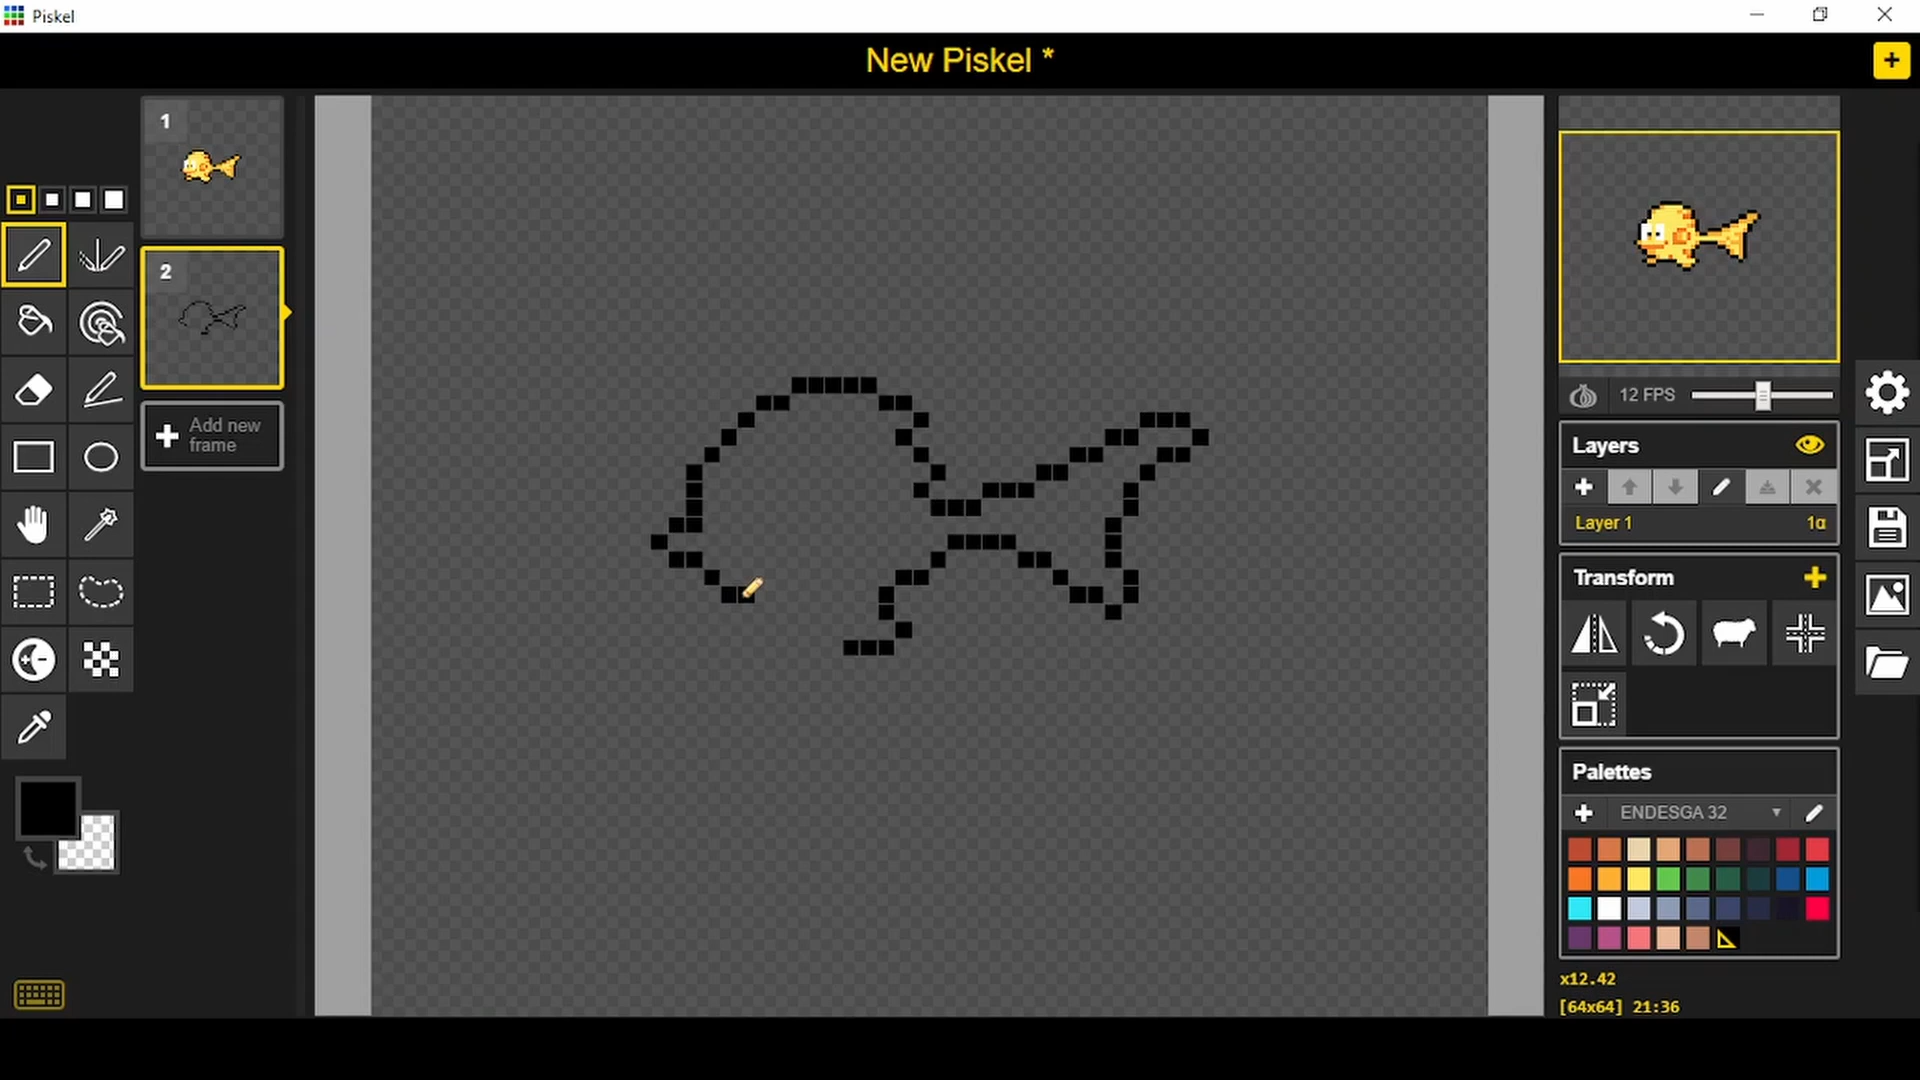 Piskel
New Piskel *
1
2
Add new
frame
12 FPS
Layers
Layer 1
1α
Transform
Palettes
ENDESGA 32
x12.42
[64x64] 21:36